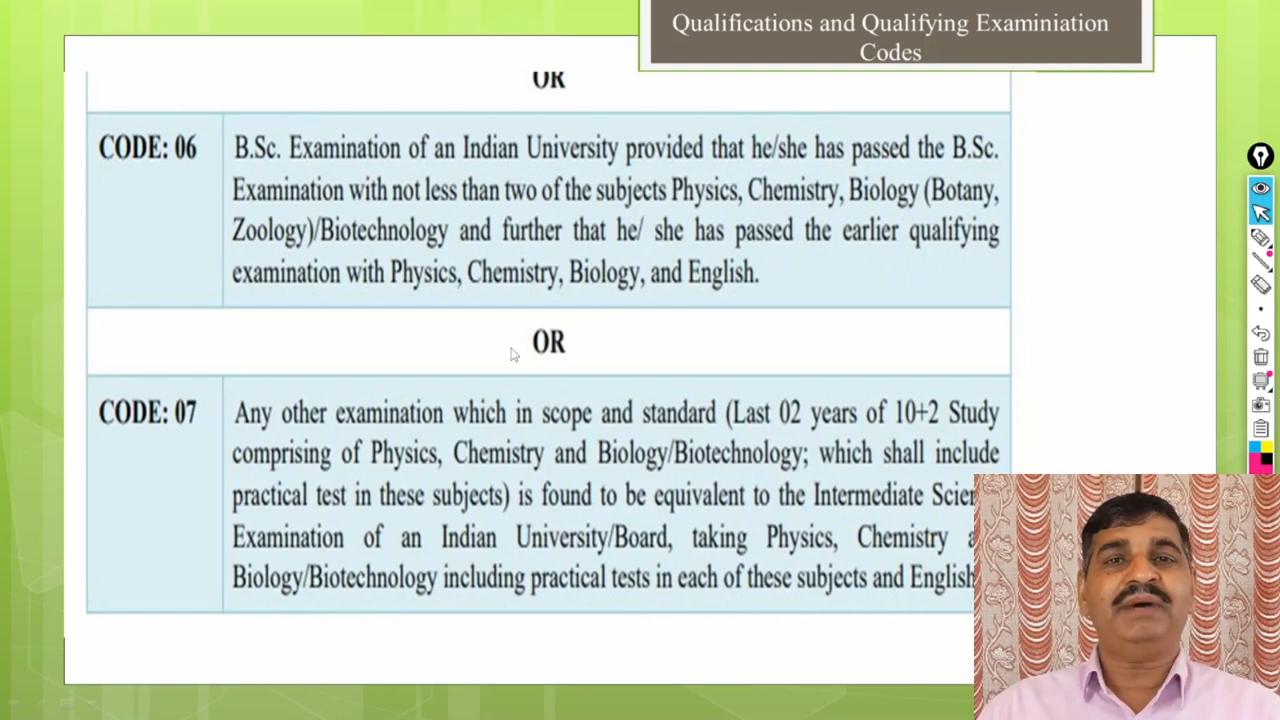 Qualifications and Qualifying Examiniation
Codes
OR
CODE: 06
B.Sc. Examination of an Indian University provided that he/she has passed the B.Sc.
Examination with not less than two of the subjects Physics, Chemistry, Biology (Botany,
Zoology)/Biotechnology and further that he/ she has passed the earlier qualifying
examination with Physics, Chemistry, Biology, and English.
OR
CODE: 07
Any other examination which in scope and standard (Last 02 years of 10+2 Study
comprising of Physics, Chemistry and Biology/Biotechnology; which shall include
practical test in these subjects) is found to be equivalent to the Intermediate
Examination of an Indian University/Board, taking Physics, Chemistry
Biology/Biotechnology including practical tests in each of these subjects and English